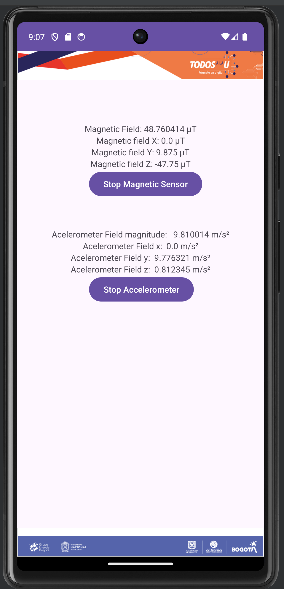 9:07
TODOS
U
Magnetic Field: 48.760414 µT
Magnetic field X: 0.0 µT
Magnetic field Y: 9.875 µT
Magnetic field Z: -47.75 µT
Stop Magnetic Sensor
Acelerometer Field magnitude: 9.810014 m/s²
Acelerometer Field x: 0.0 m/s²
Acelerometer Field y: 9.776321 m/s²
Acelerometer Field z: 0.812345 m/s²
Stop Accelerometer
BOGOTÁ